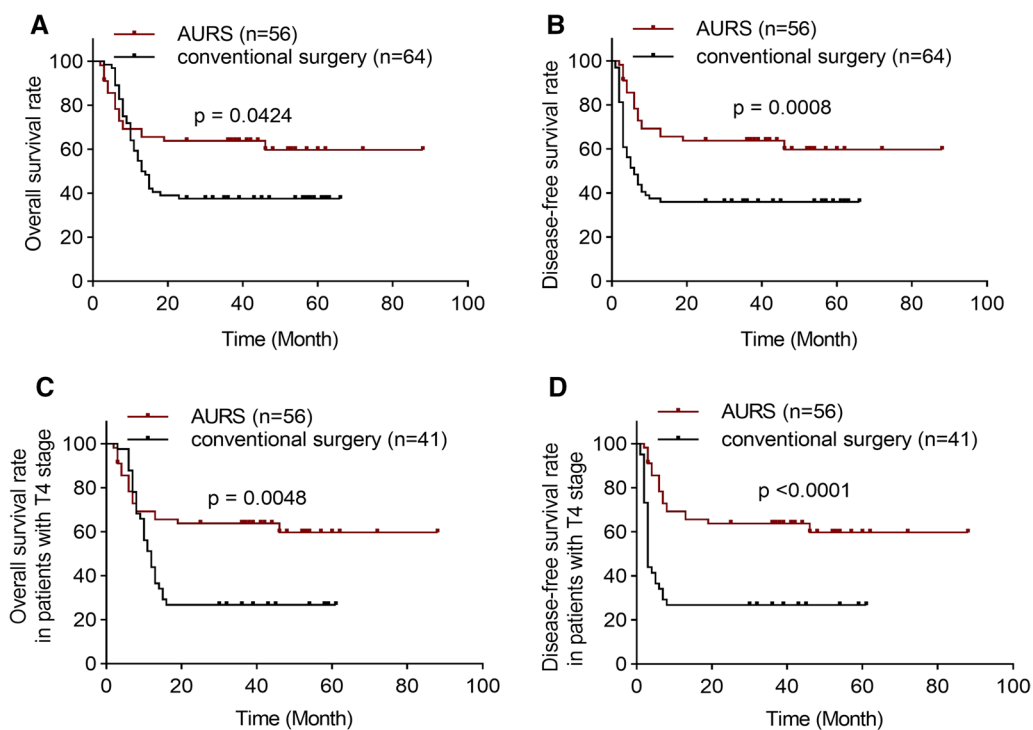 A
AURS (n=56)
conventional surgery (n=64)
Overall survival rate
100
80
60
40
20
0
p = 0.0424
0 20 40 60 80 100
Time (Month)
B
AURS (n=56)
conventional surgery (n=64)
Disease-free survival rate
100
80
60
40
20
0
p = 0.0008
0 20 40 60 80 100
Time (Month)
C
AURS (n=56)
conventional surgery (n=41)
Overall survival rate
in patients with T4 stage
100
80
60
40
20
0
p = 0.0048
0 20 40 60 80 100
Time (Month)
D
AURS (n=56)
conventional surgery (n=41)
Disease-free survival rate
in patients with T4 stage
100
80
60
40
20
0
p <0.0001
0 20 40 60 80 100
Time (Month)